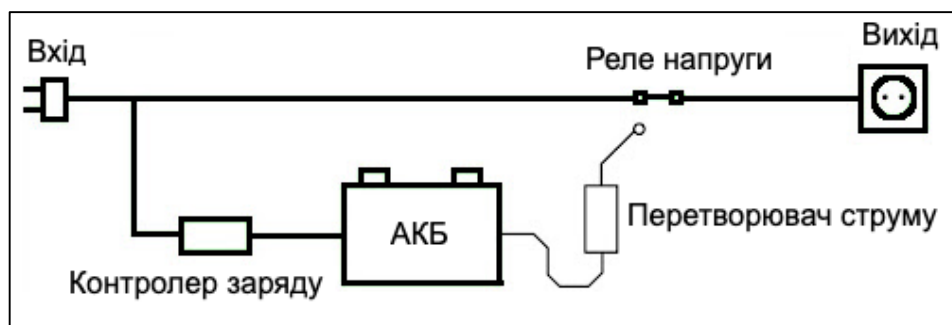 Вхід
Вихід
Реле напруги
Перетворювач струму
АКБ
Контролер заряду